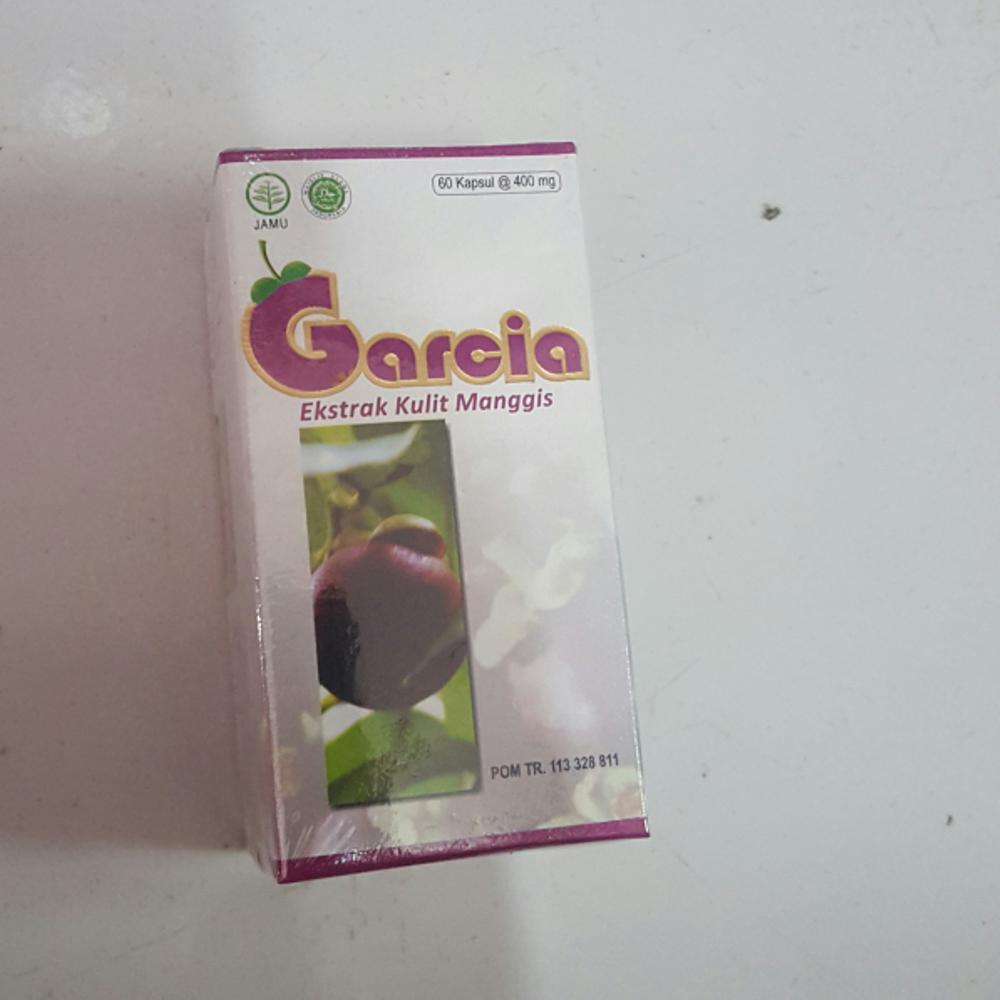 JAMU
60 Kapsul @ 400 mg
Garcia
Ekstrak Kulit Manggis
POM TR. 113 328 811